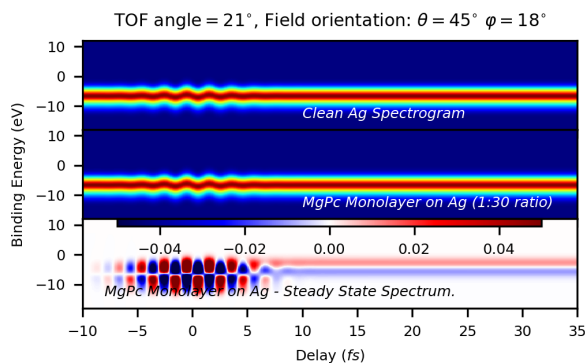 TOF angle = 21°, Field orientation: θ = 45° φ = 18°
Binding Energy (eV)
10
0
−10
Clean Ag Spectrogram
10
0
−10
MgPc Monolayer on Ag (1:30 ratio)
10
0
−10
−0.04 −0.02 0.00 0.02 0.04
MgPc Monolayer on Ag - Steady State Spectrum.
−10 −5 0 5 10 15 20 25 30 35
Delay (fs)